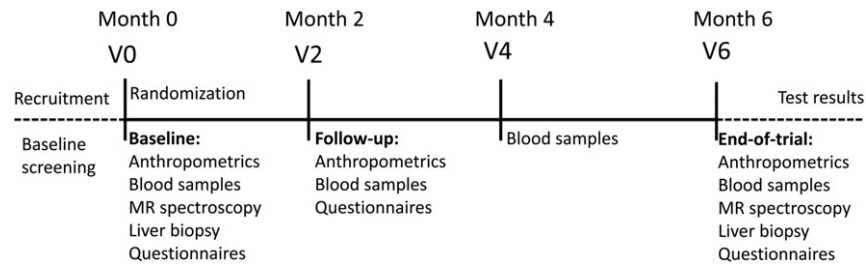 Month 0 Month 2 Month 4 Month 6
V0 V2 V4 V6
Recruitment Randomization Test results
Baseline screening
Baseline:
Anthropometrics
Blood samples
MR spectroscopy
Liver biopsy
Questionnaires
Follow-up:
Anthropometrics
Blood samples
Questionnaires
Blood samples
End-of-trial:
Anthropometrics
Blood samples
MR spectroscopy
Liver biopsy
Questionnaires